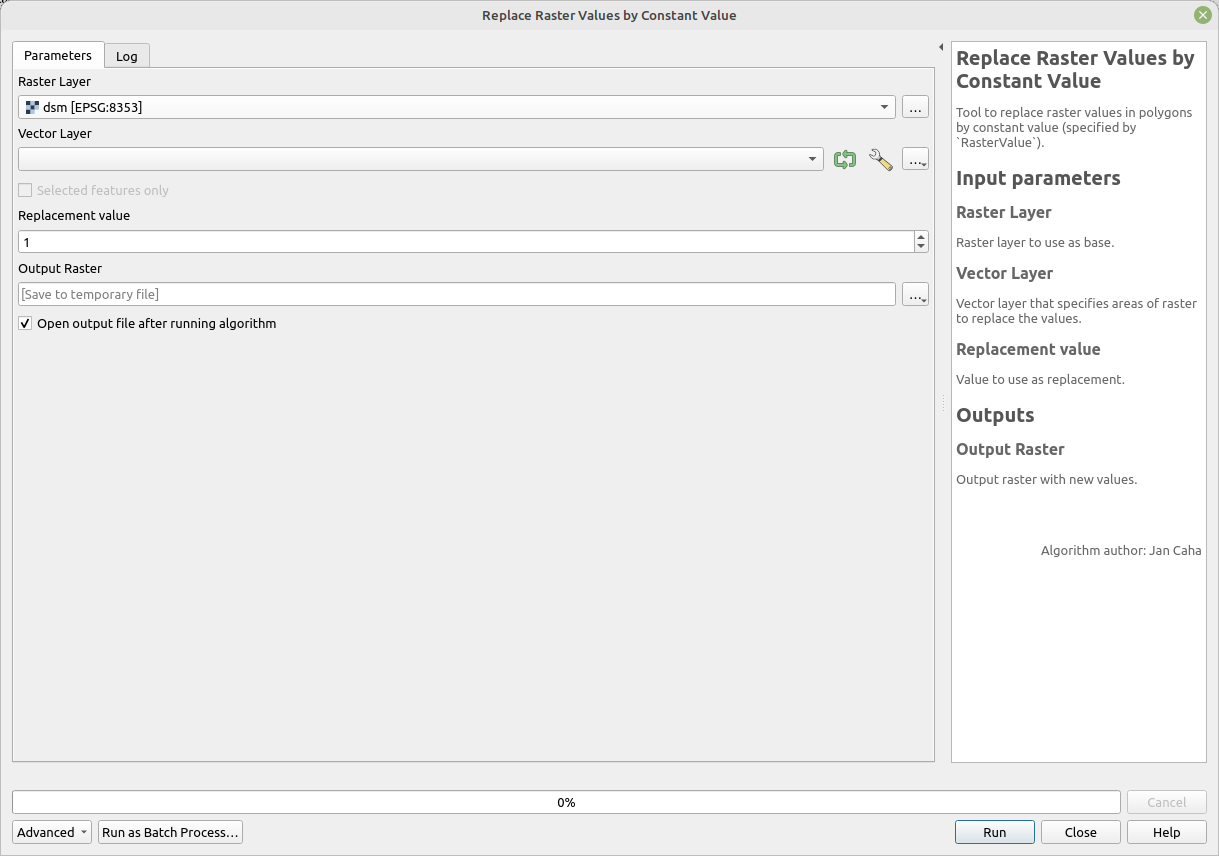 Replace Raster Values by Constant Value
Parameters
Log
Raster Layer
dsm [EPSG:8353]
...
Vector Layer
...
Selected features only
Replacement value
1
Output Raster
[Save to temporary file]
...
Open output file after running algorithm
Replace Raster Values by
Constant Value
Tool to replace raster values in polygons
by constant value (specified by
`RasterValue`).
Input parameters
Raster Layer
Raster layer to use as base.
Vector Layer
Vector layer that specifies areas of raster
to replace the values.
Replacement value
Value to use as replacement.
Outputs
Output Raster
Output raster with new values.
Algorithm author: Jan Caha
0%
Cancel
Advanced
Run as Batch Process...
Run
Close
Help